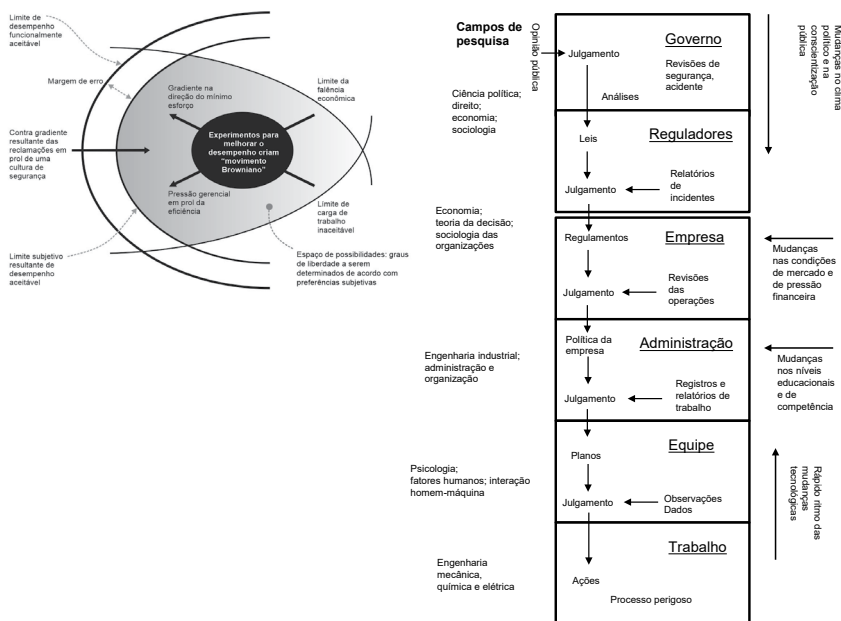 Limite de
desempenho
funcionalmente
aceitável
Margem de erro
Gradiente na
direção do mínimo
esforço
Limite da
falência
econômica
Contra gradiente
resultante das
reclamações em
prol de uma
cultura de
segurança
Experimentos para
melhorar o
desempenho criam
"movimento
Browniano"
Pressão gerencial
em prol da
eficiência
Limite de
carga de
trabalho
inaceitável
Limite subjetivo
resultante de
desempenho
aceitável
Espaço de possibilidades: graus
de liberdade a serem
determinados de acordo com
preferências subjetivas
Campos de
pesquisa
Opinião pública
Governo
Julgamento
Revisões de
segurança,
acidente
Análises
Mudanças no clima
político e na
conscientização
pública
Ciência política;
direito;
economia;
sociologia
Reguladores
Leis
Julgamento
Relatórios
de
incidentes
Economia;
teoria da decisão;
sociologia das
organizações
Empresa
Regulamentos
Julgamento
Revisões
das
operações
Mudanças
nas condições
de mercado e
de pressão
financeira
Administração
Política da
empresa
Engenharia industrial;
administração e
organização
Julgamento
Registros e
relatórios de
trabalho
Mudanças
nos níveis
educacionais
e de
competência
Equipe
Planos
Psicologia;
fatores humanos; interação
homem-máquina
Julgamento
Observações
Dados
Rápido ritmo das
mudanças
tecnológicas
Trabalho
Engenharia
mecânica,
química e elétrica
Ações
Processo perigoso